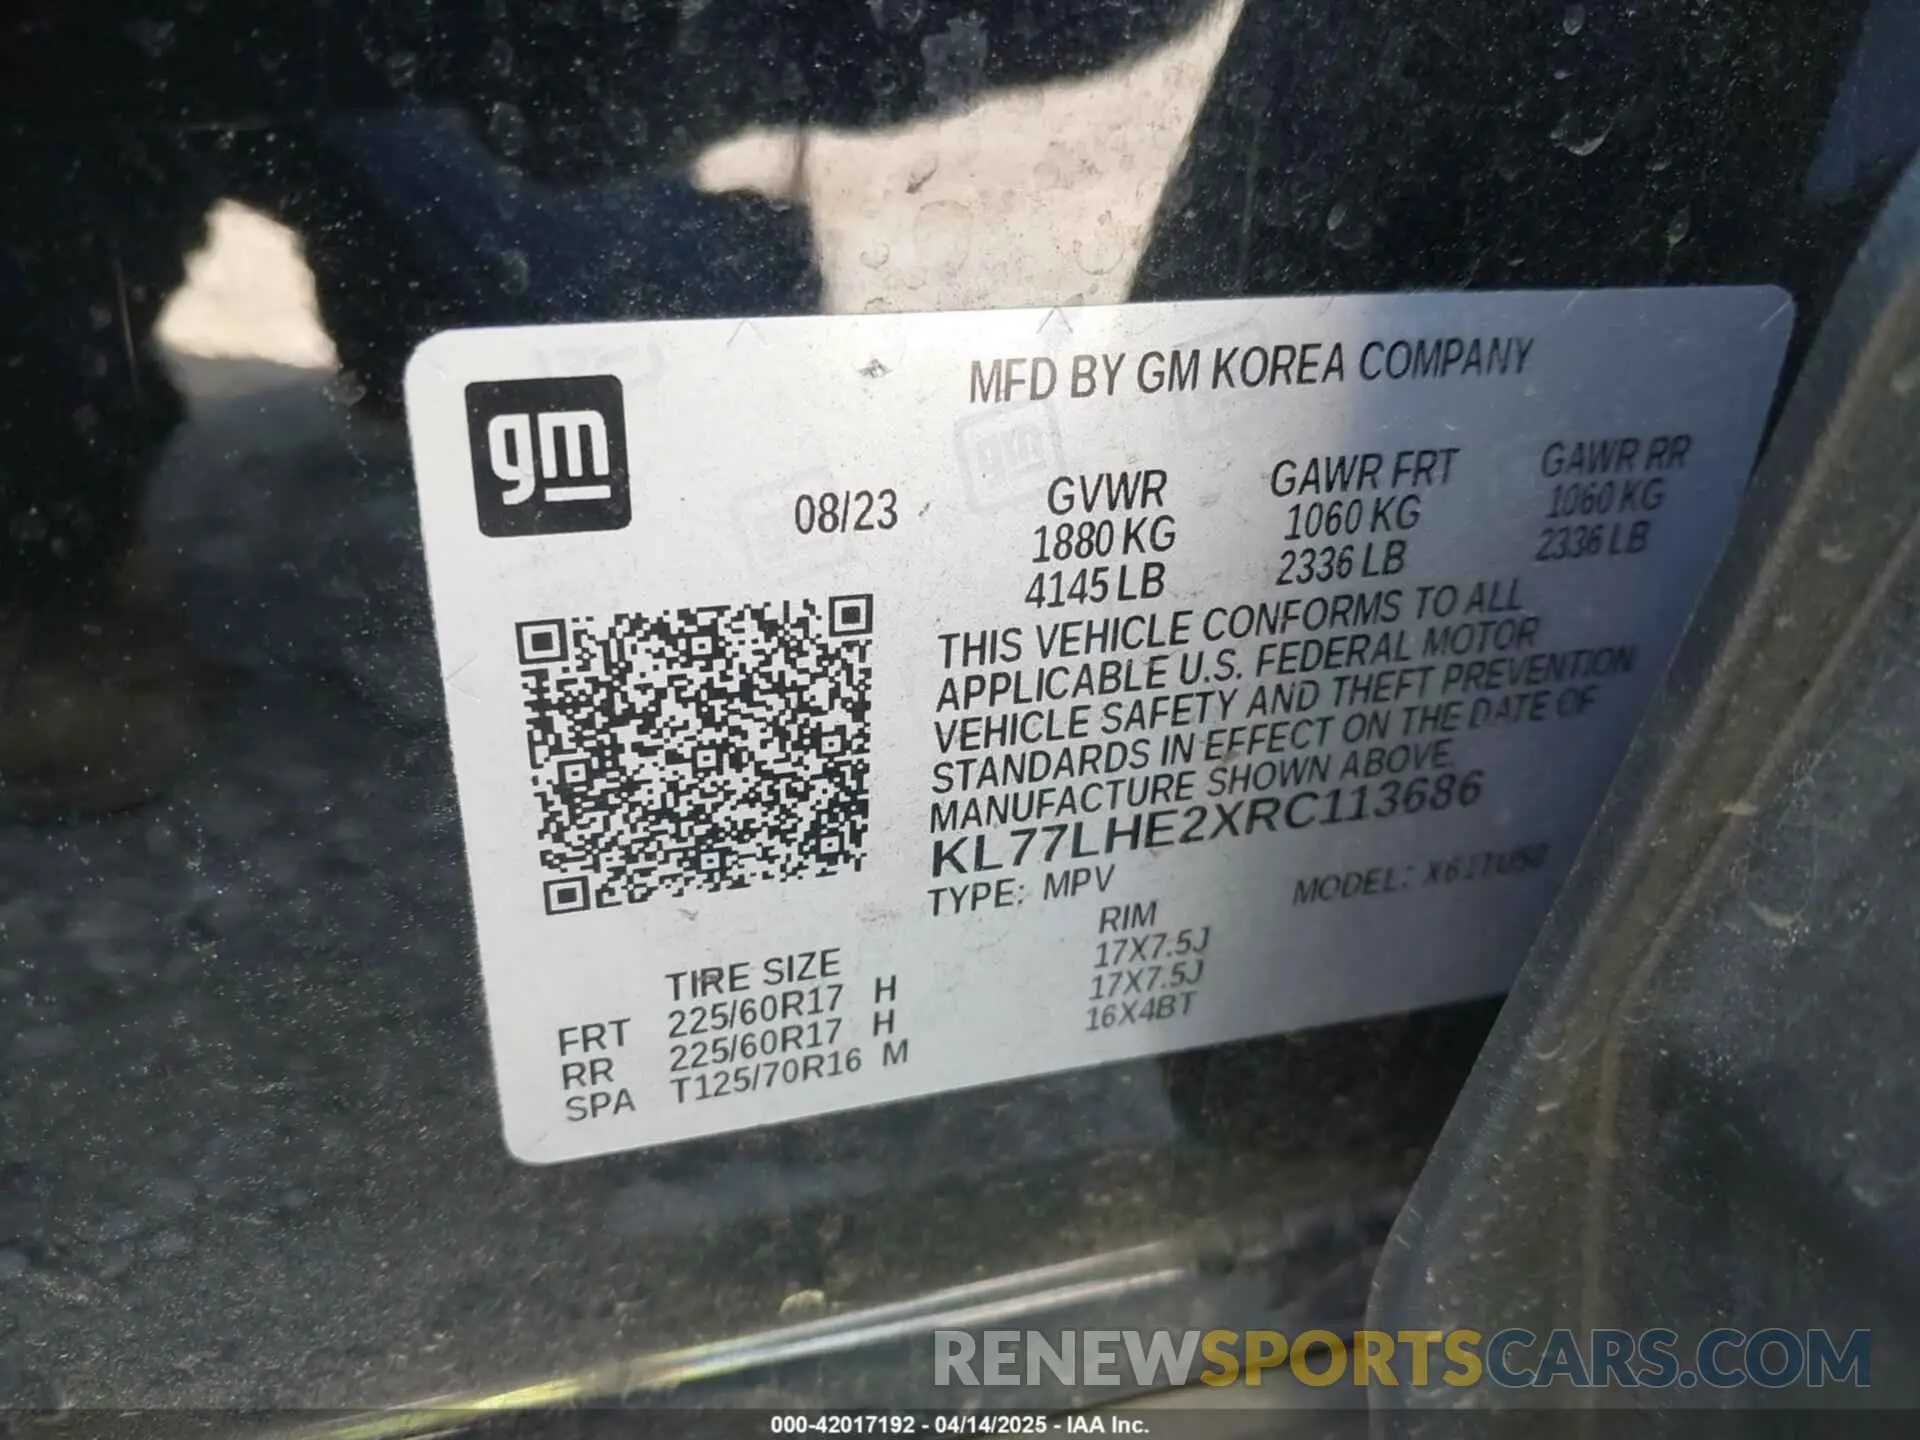 gm
MFD BY GM KOREA COMPANY
08/23
GVWR GAWR FRT GAWR RR
1880 KG 1060 KG 1060 KG
4145 LB 2336 LB 2336 LB
THIS VEHICLE CONFORMS TO ALL
APPLICABLE U.S. FEDERAL MOTOR
VEHICLE SAFETY AND THEFT PREVENTION
STANDARDS IN EFFECT ON THE DATE OF
MANUFACTURE SHOWN ABOVE.
KL77LHE2XRC113686
TYPE: MPV MODEL:
TIRE SIZE RIM
FRT 225/60R17 H 17X7.5J
RR 225/60R17 H 17X7.5J
SPA T125/70R16 M 16X4BT
RENEWSPORTSCARS.COM
000-42017192 - 04/14/2025 - IAA Inc.